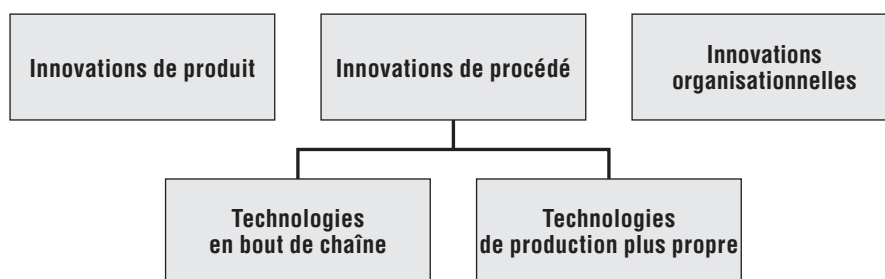 Innovations de produit
Innovations de procédé
Innovations
organisationnelles
Technologies
en bout de chaîne
Technologies
de production plus propre